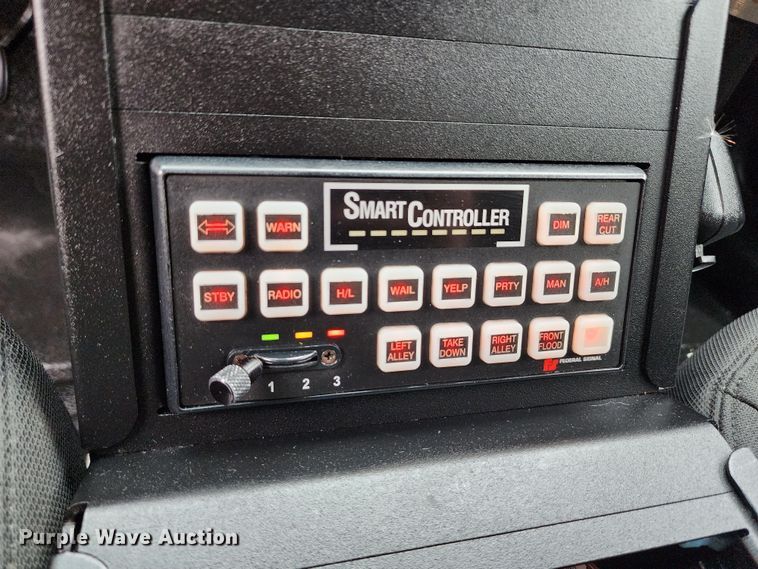 SMART CONTROLLER
WARN DIM REAR CUT
STBY RADIO H/L WAIL YELP PRTY MAN A/H
LEFT ALLEY TAKE DOWN RIGHT ALLEY FRONT FLOOD
1 2 3
FEDERAL SIGNAL
Purple Wave Auction